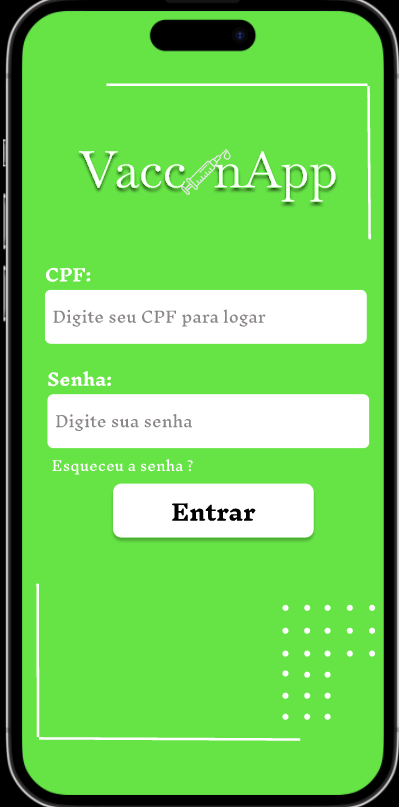 VaccinApp
CPF:
Digite seu CPF para logar
Senha:
Digite sua senha
Esqueceu a senha ?
Entrar